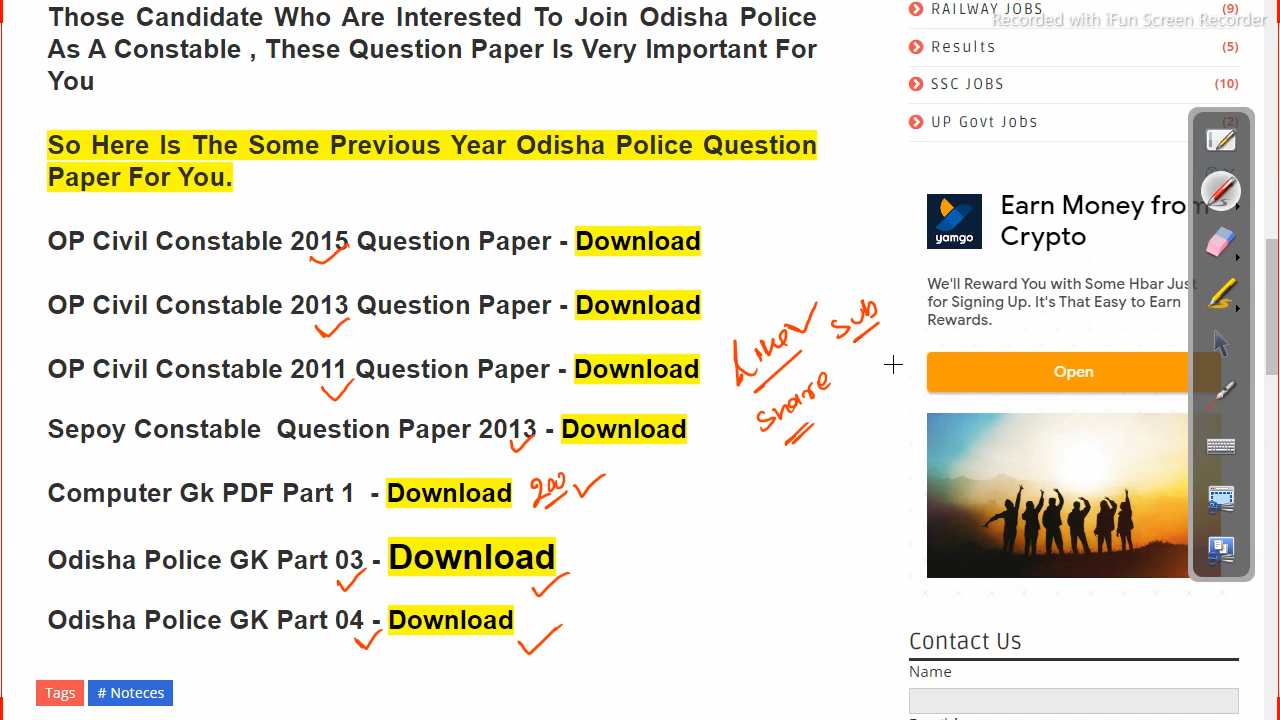 Those Candidate Who Are Interested To Join Odisha Police
As A Constable , These Question Paper Is Very Important For
You
So Here Is The Some Previous Year Odisha Police Question
Paper For You.
OP Civil Constable 2015 Question Paper - Download
OP Civil Constable 2013 Question Paper - Download
OP Civil Constable 2011 Question Paper - Download
Sepoy Constable Question Paper 2013 - Download
Computer Gk PDF Part 1 - Download 200
Odisha Police GK Part 03 - Download
Odisha Police GK Part 04 - Download
Tags # Noteces
Like
Share
Sub
RAILWAY JOBS (9)
Recorded with iFun Screen Recorder
Results (5)
SSC JOBS (10)
UP Govt Jobs (2)
yamgo
Earn Money from
Crypto
We'll Reward You with Some Hbar Just
for Signing Up. It's That Easy to Earn
Rewards.
Open
Contact Us
Name